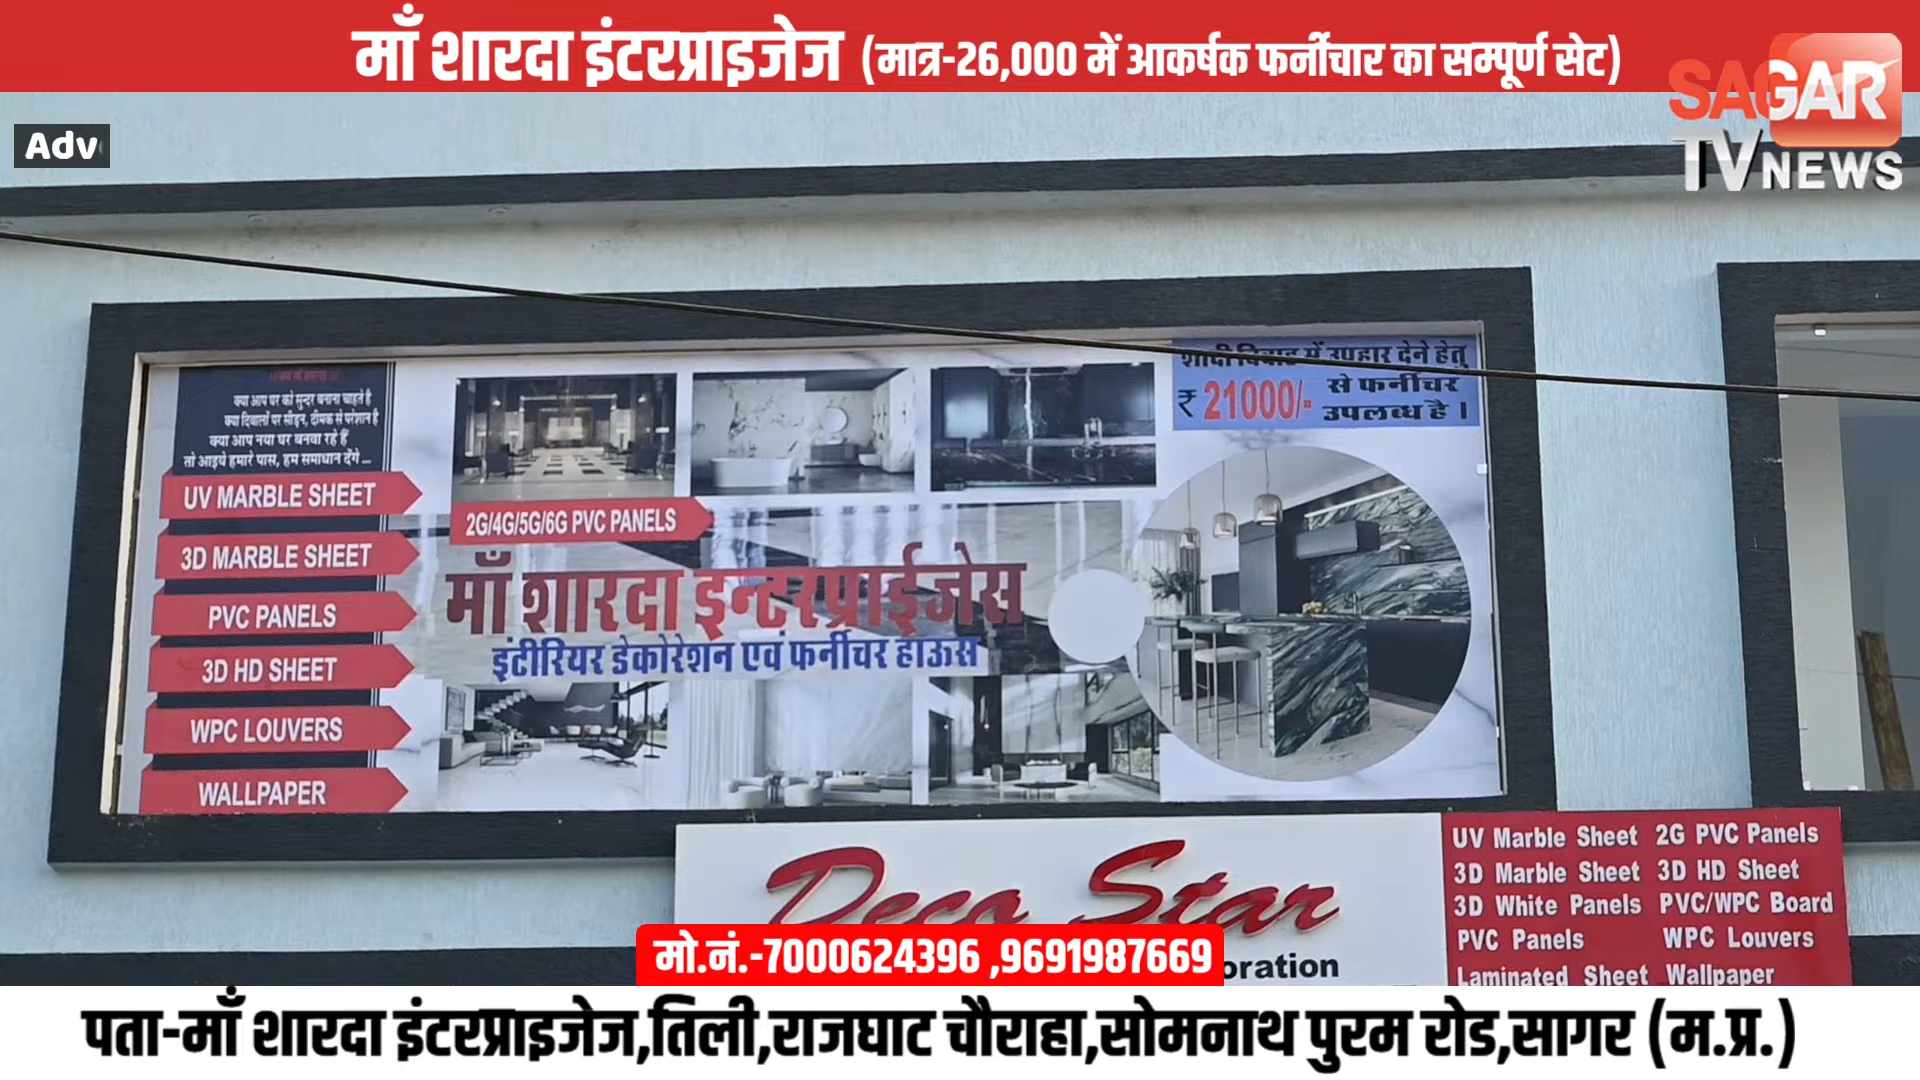 माँ शारदा इंटरप्राइजेज (मात्र-26,000 में आकर्षक फर्नीचार का सम्पूर्ण सेट)
SAGAR
TV NEWS
Adv
शादी विवाह में उपहार देने हेतु
₹ 21000/- से फर्नीचर
उपलब्ध है ।
क्या आप घर को सुन्दर बनाना चाहते है
क्या दिवालों पर सीड़न, दीमक से परेशान है
क्या आप नया घर बनवा रहे हैं
तो आइये हमारे पास, हम समाधान देंगे ...
UV MARBLE SHEET
3D MARBLE SHEET
PVC PANELS
3D HD SHEET
WPC LOUVERS
WALLPAPER
2G/4G/5G/6G PVC PANELS
माँ शारदा इन्टरप्राईजेस
इंटीरियर डेकोरेशन एवं फर्नीचर हाऊस
Deco Star
oration
UV Marble Sheet 2G PVC Panels
3D Marble Sheet 3D HD Sheet
3D White Panels PVC/WPC Board
PVC Panels WPC Louvers
Laminated Sheet Wallpaper
मो.नं.-7000624396 ,9691987669
पता-माँ शारदा इंटरप्राइजेज,तिली,राजघाट चौराहा,सोमनाथ पुरम रोड,सागर (म.प्र.)